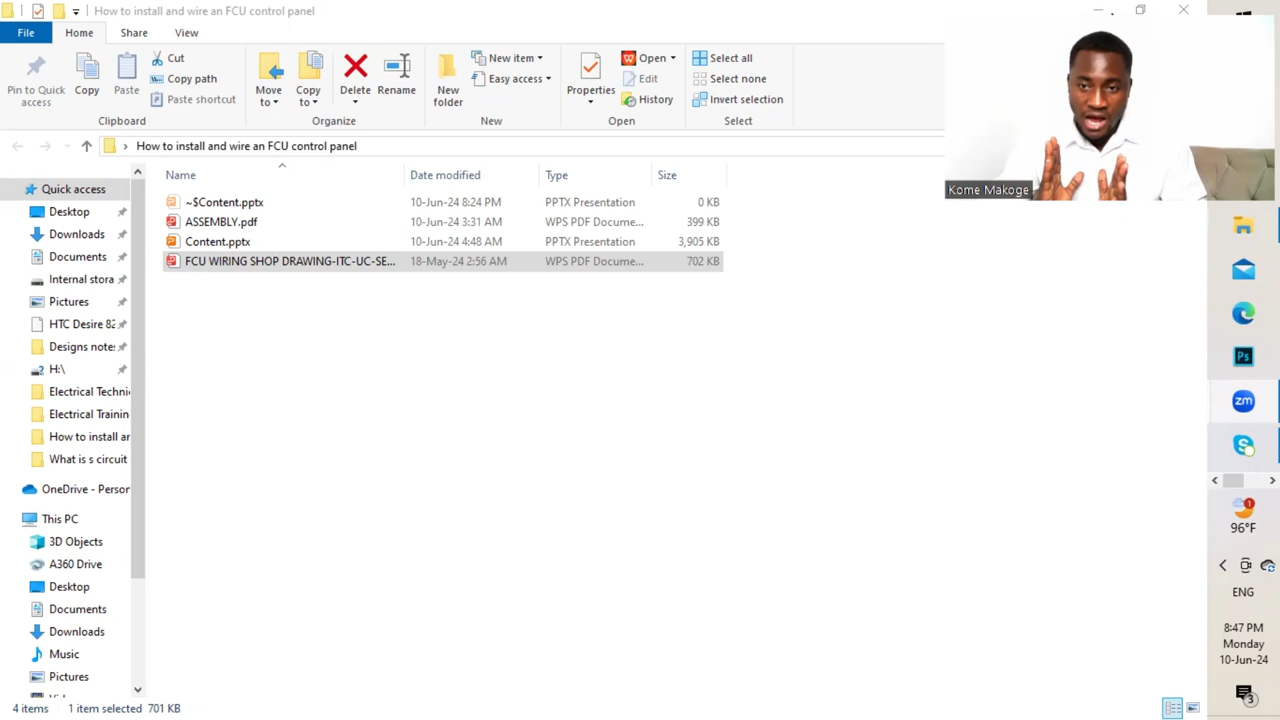 How to install and wire an FCU control panel
File Home Share View
Pin to Quick access
Copy
Paste
Cut
Copy path
Paste shortcut
Clipboard
Move to
Copy to
Delete
Rename
Organize
New folder
New item
Easy access
New
Properties
Open
Edit
History
Open
Select all
Select none
Invert selection
Select
How to install and wire an FCU control panel
Name Date modified Type Size
~$Content.pptx 10-Jun-24 8:24 PM PPTX Presentation 0 KB
ASSEMBLY.pdf 10-Jun-24 3:31 AM WPS PDF Docume... 399 KB
Content.pptx 10-Jun-24 4:48 AM PPTX Presentation 3,905 KB
FCU WIRING SHOP DRAWING-ITC-UC-SE... 18-May-24 2:56 AM WPS PDF Docume... 702 KB
Quick access
Desktop
Downloads
Documents
Internal stora
Pictures
HTC Desire 82
Designs note
H:\
Electrical Techni
Electrical Training
How to install ar
What is s circuit
OneDrive - Person
This PC
3D Objects
A360 Drive
Desktop
Documents
Downloads
Music
Pictures
4 items 1 item selected 701 KB
Kome Makoge
Ps
zm
S
1
96°F
ENG
8:47 PM
Monday
10-Jun-24
3